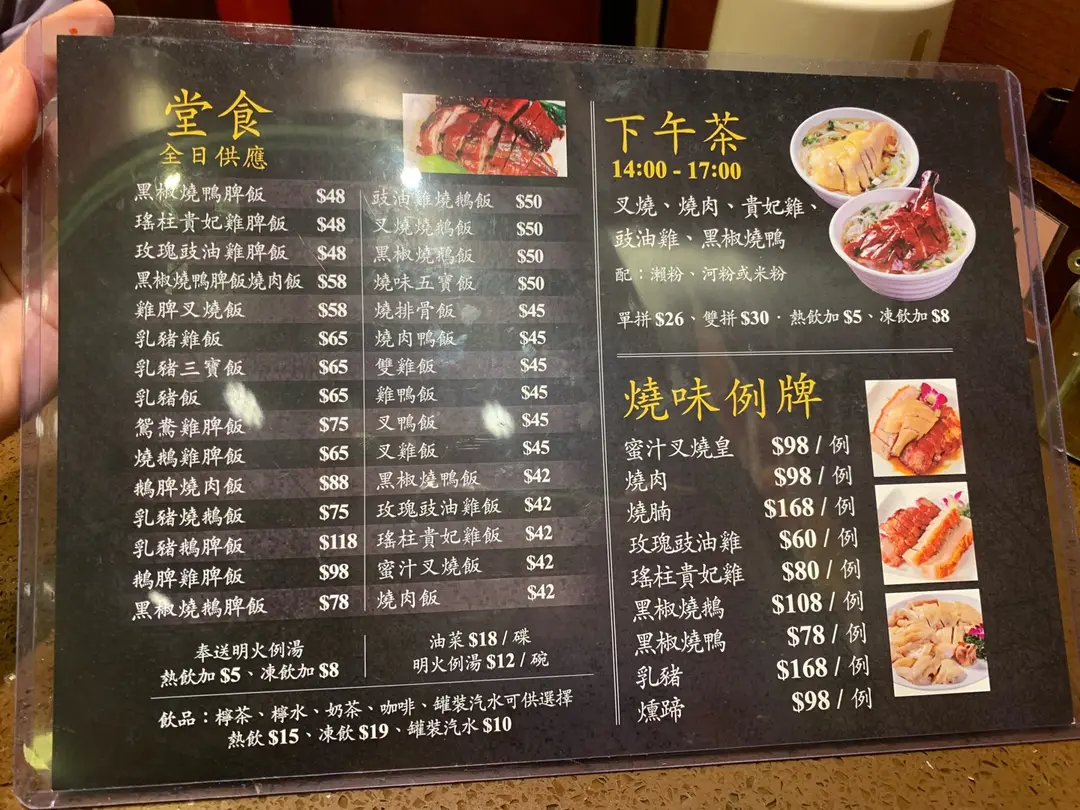 堂食
全日供應
黑椒燒鴨脾飯 $48
瑤柱貴妃雞脾飯 $48
玫瑰豉油雞脾飯 $48
黑椒燒鴨脾飯燒肉飯 $58
雞脾叉燒飯 $58
乳豬雞飯 $65
乳豬三寶飯 $65
乳豬飯 $65
鴛鴦雞脾飯 $75
燒鵝雞脾飯 $65
鵝脾燒肉飯 $88
乳豬燒鵝飯 $75
乳豬鵝脾飯 $118
鵝脾雞脾飯 $98
黑椒燒鵝脾飯 $78
豉油雞燒鵝飯 $50
叉燒燒鵝飯 $50
黑椒燒鵝飯 $50
燒味五寶飯 $50
燒排骨飯 $45
燒肉鴨飯 $45
雙雞飯 $45
雞鴨飯 $45
叉鴨飯 $45
叉雞飯 $45
黑椒燒鴨飯 $42
玫瑰豉油雞飯 $42
瑤柱貴妃雞飯 $42
蜜汁叉燒飯 $42
燒肉飯 $42
奉送明火例湯
熱飲加 $5、凍飲加 $8
油菜 $18 / 碟
明火例湯 $12 / 碗
飲品：檸茶、檸水、奶茶、咖啡、罐裝汽水可供選擇
熱飲 $15、凍飲 $19、罐裝汽水 $10
下午茶
14:00 - 17:00
叉燒、燒肉、貴妃雞、
豉油雞、黑椒燒鴨
配：瀨粉、河粉或米粉
單拼 $26、雙拼 $30．熱飲加 $5、凍飲加 $8
燒味例牌
蜜汁叉燒皇 $98 / 例
燒肉 $98 / 例
燒腩 $168 / 例
玫瑰豉油雞 $60 / 例
瑤柱貴妃雞 $80 / 例
黑椒燒鵝 $108 / 例
黑椒燒鴨 $78 / 例
乳豬 $168 / 例
燻蹄 $98 / 例